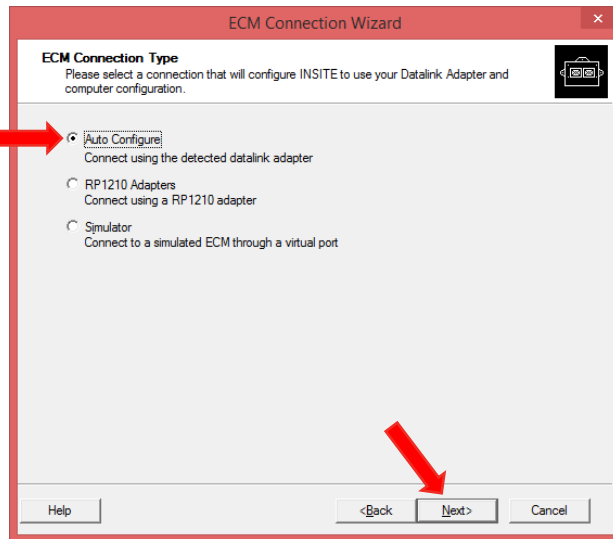 ECM Connection Wizard
×
ECM Connection Type
Please select a connection that will configure INSITE to use your Datalink Adapter and
computer configuration.
Auto Configure
Connect using the detected datalink adapter
RP1210 Adapters
Connect using a RP1210 adapter
Simulator
Connect to a simulated ECM through a virtual port
Help <Back Next> Cancel